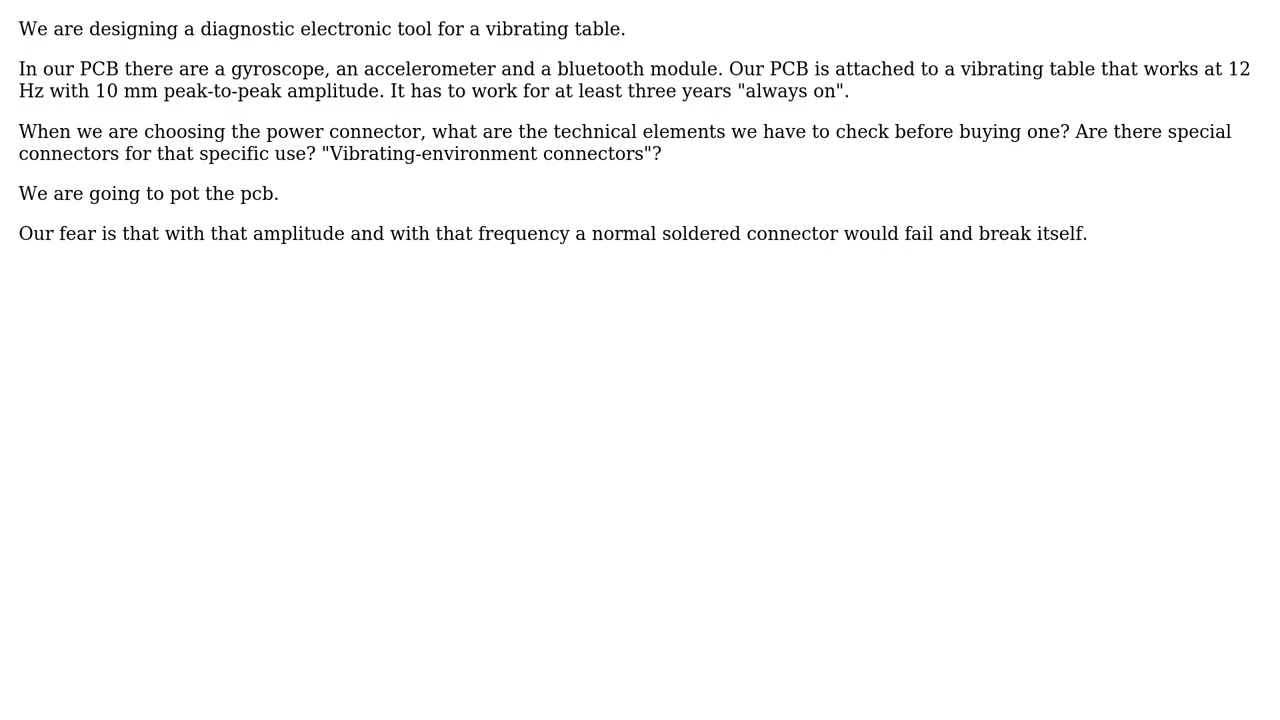 We are designing a diagnostic electronic tool for a vibrating table.
In our PCB there are a gyroscope, an accelerometer and a bluetooth module. Our PCB is attached to a vibrating table that works at 12
Hz with 10 mm peak-to-peak amplitude. It has to work for at least three years "always on".
When we are choosing the power connector, what are the technical elements we have to check before buying one? Are there special
connectors for that specific use? "Vibrating-environment connectors"?
We are going to pot the pcb.
Our fear is that with that amplitude and with that frequency a normal soldered connector would fail and break itself.